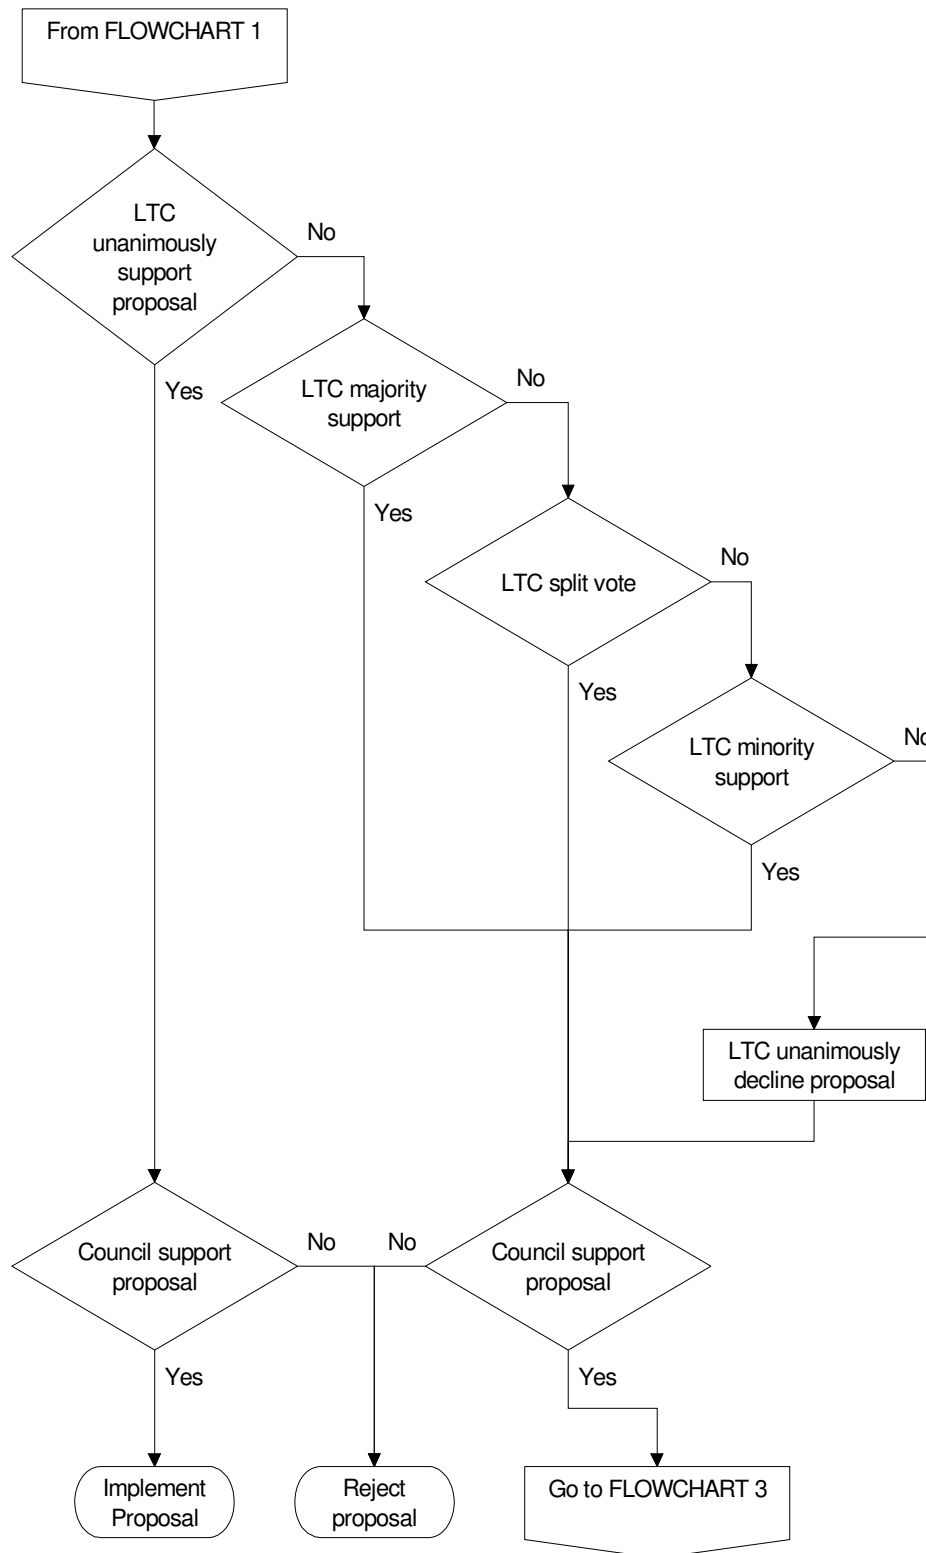 From FLOWCHART 1
LTC
unanimously
support
proposal
No
Yes
LTC majority
support
No
Yes
LTC split vote
No
Yes
LTC minority
support
No
Yes
LTC unanimously
decline proposal
Council support
proposal
No
No
Council support
proposal
Yes
Yes
Implement
Proposal
Reject
proposal
Go to FLOWCHART 3